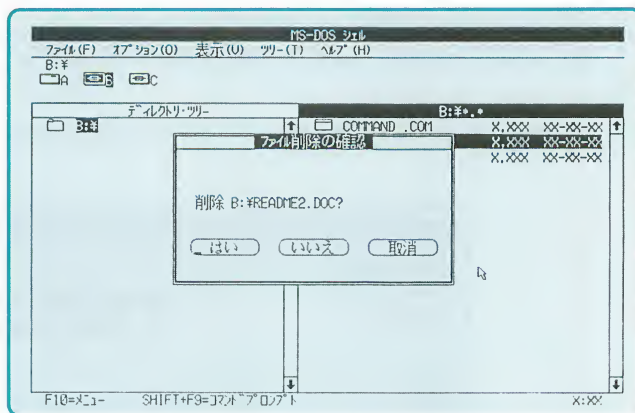 MS-DOS シェル
ファイル(F) オプション(O) 表示(V) ツリー(T) ヘルプ(H)
B:¥
A B C
ディレクトリ・ツリー
B:¥*.*
B:¥
COMMAND .COM X,XXX XX-XX-XX
X,XXX XX-XX-XX
X,XXX XX-XX-XX
ファイル削除の確認
削除 B:¥README2.DOC?
はい いいえ 取消
F10=メニュー SHIFT+F9=コマンドプロンプト X:XX